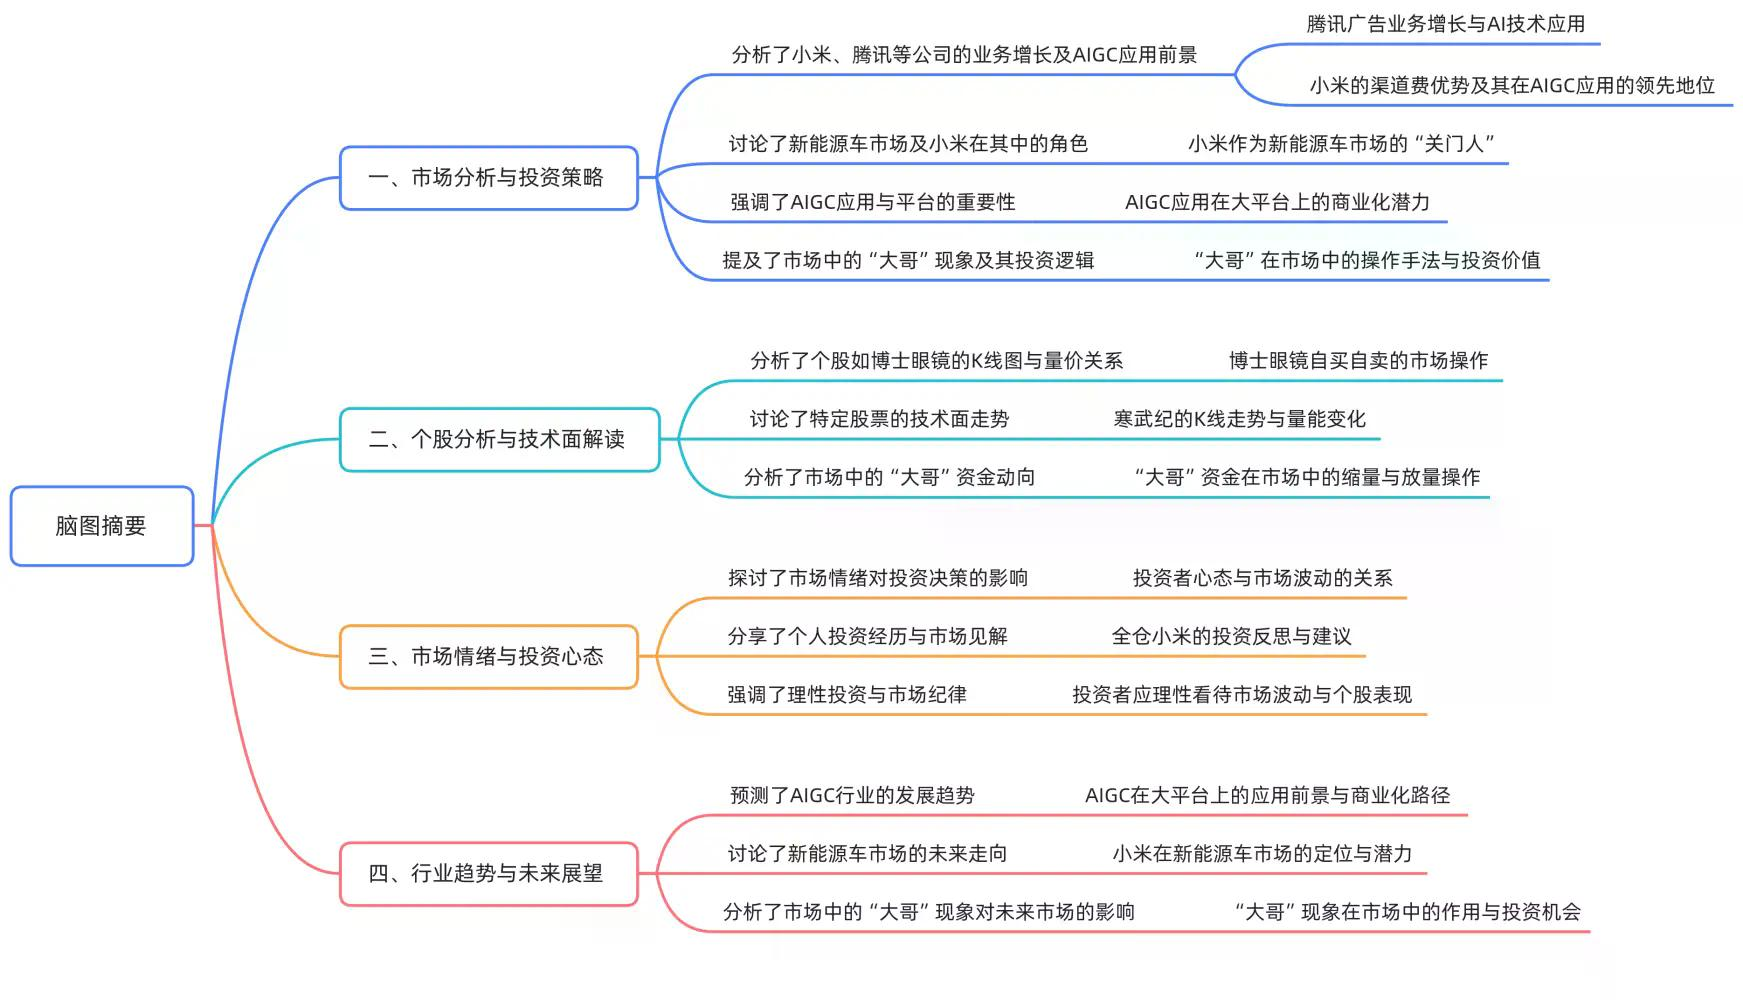 脑图摘要
一、市场分析与投资策略
分析了小米、腾讯等公司的业务增长及AIGC应用前景
腾讯广告业务增长与AI技术应用
小米的渠道费优势及其在AIGC应用的领先地位
讨论了新能源车市场及小米在其中的角色
小米作为新能源车市场的“关门人”
强调了AIGC应用与平台的重要性
AIGC应用在大平台上的商业化潜力
提及了市场中的“大哥”现象及其投资逻辑
“大哥”在市场中的操作手法与投资价值
二、个股分析与技术面解读
分析了个股如博士眼镜的K线图与量价关系
博士眼镜自买自卖的市场操作
讨论了特定股票的技术面走势
寒武纪的K线走势与量能变化
分析了市场中的“大哥”资金动向
“大哥”资金在市场中的缩量与放量操作
三、市场情绪与投资心态
探讨了市场情绪对投资决策的影响
投资者心态与市场波动的关系
分享了个人投资经历与市场见解
全仓小米的投资反思与建议
强调了理性投资与市场纪律
投资者应理性看待市场波动与个股表现
四、行业趋势与未来展望
预测了AIGC行业的发展趋势
AIGC在大平台上的应用前景与商业化路径
讨论了新能源车市场的未来走向
小米在新能源车市场的定位与潜力
分析了市场中的“大哥”现象对未来市场的影响
“大哥”现象在市场中的作用与投资机会